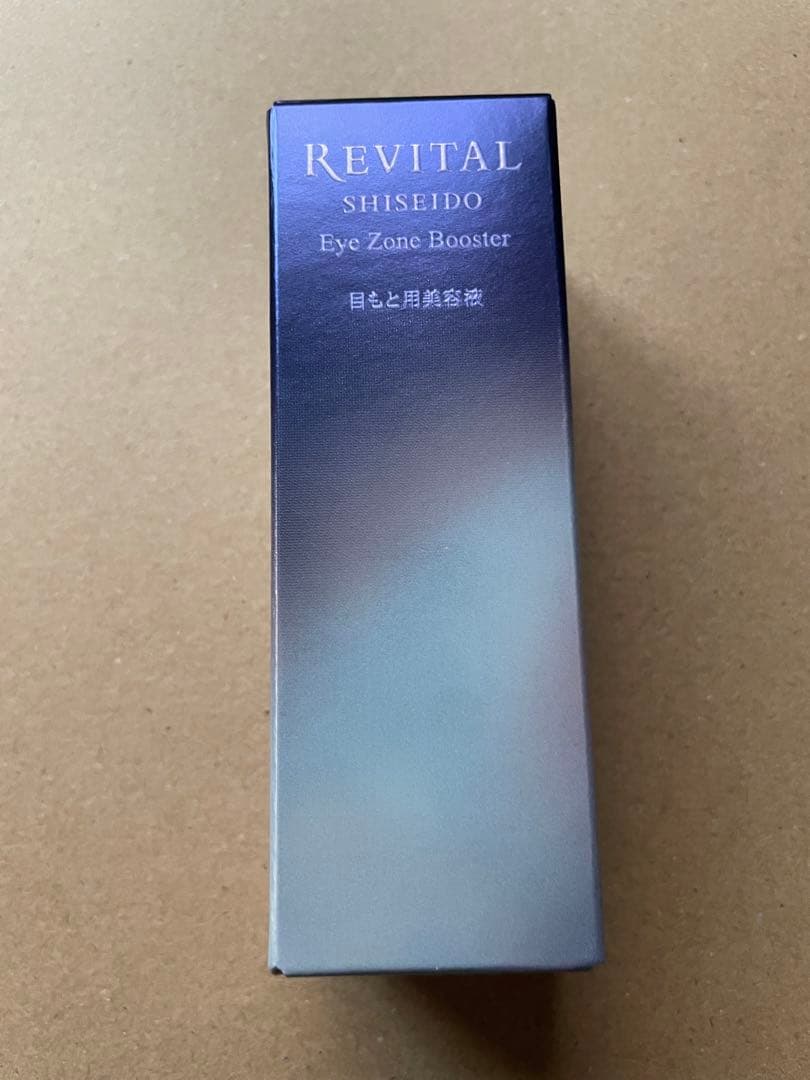 REVITAL
SHISEIDO
Eye Zone Booster
目もと用美容液